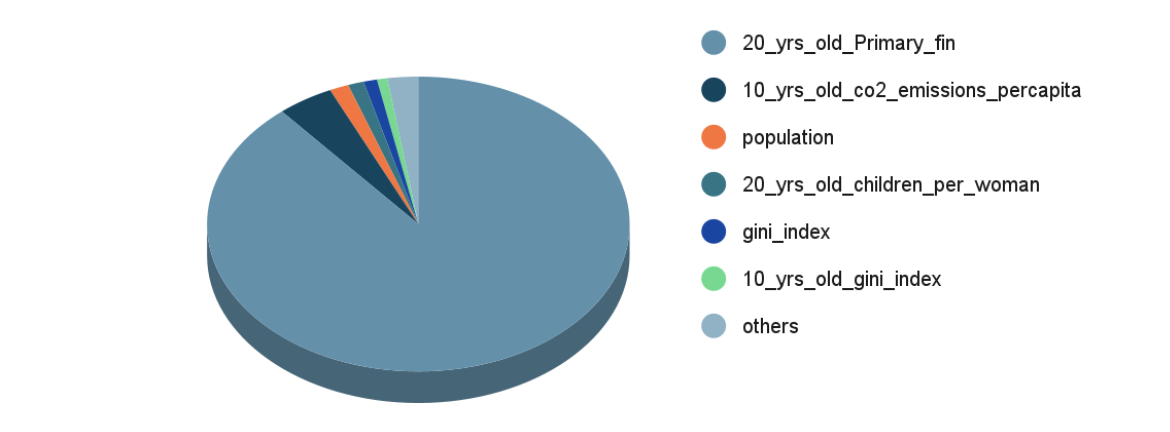 20_yrs_old_Primary_fin
10_yrs_old_co2_emissions_percapita
population
20_yrs_old_children_per_woman
gini_index
10_yrs_old_gini_index
others